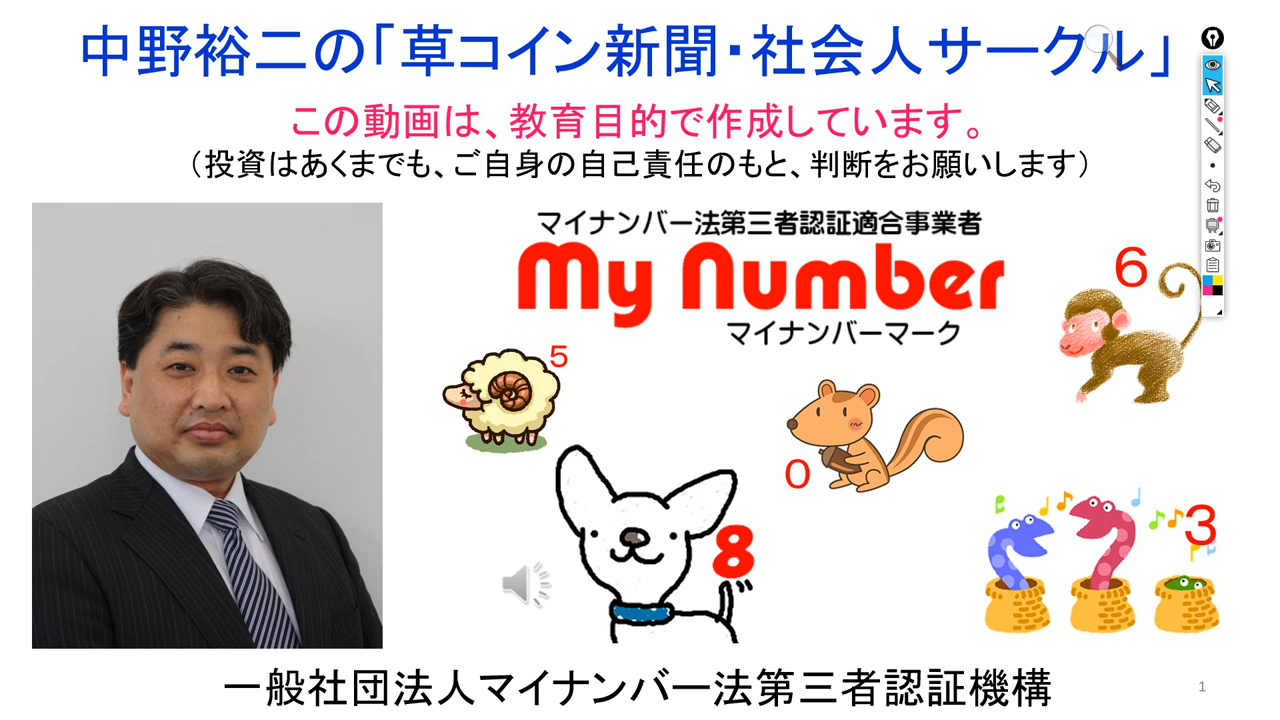 中野裕二の「草コイン新聞・社会人サークル」
この動画は、教育目的で作成しています。
（投資はあくまでも、ご自身の自己責任のもと、判断をお願いします）
マイナンバー法第三者認証適合事業者
My Number
マイナンバーマーク
6
5
0
8
3
一般社団法人マイナンバー法第三者認証機構
1